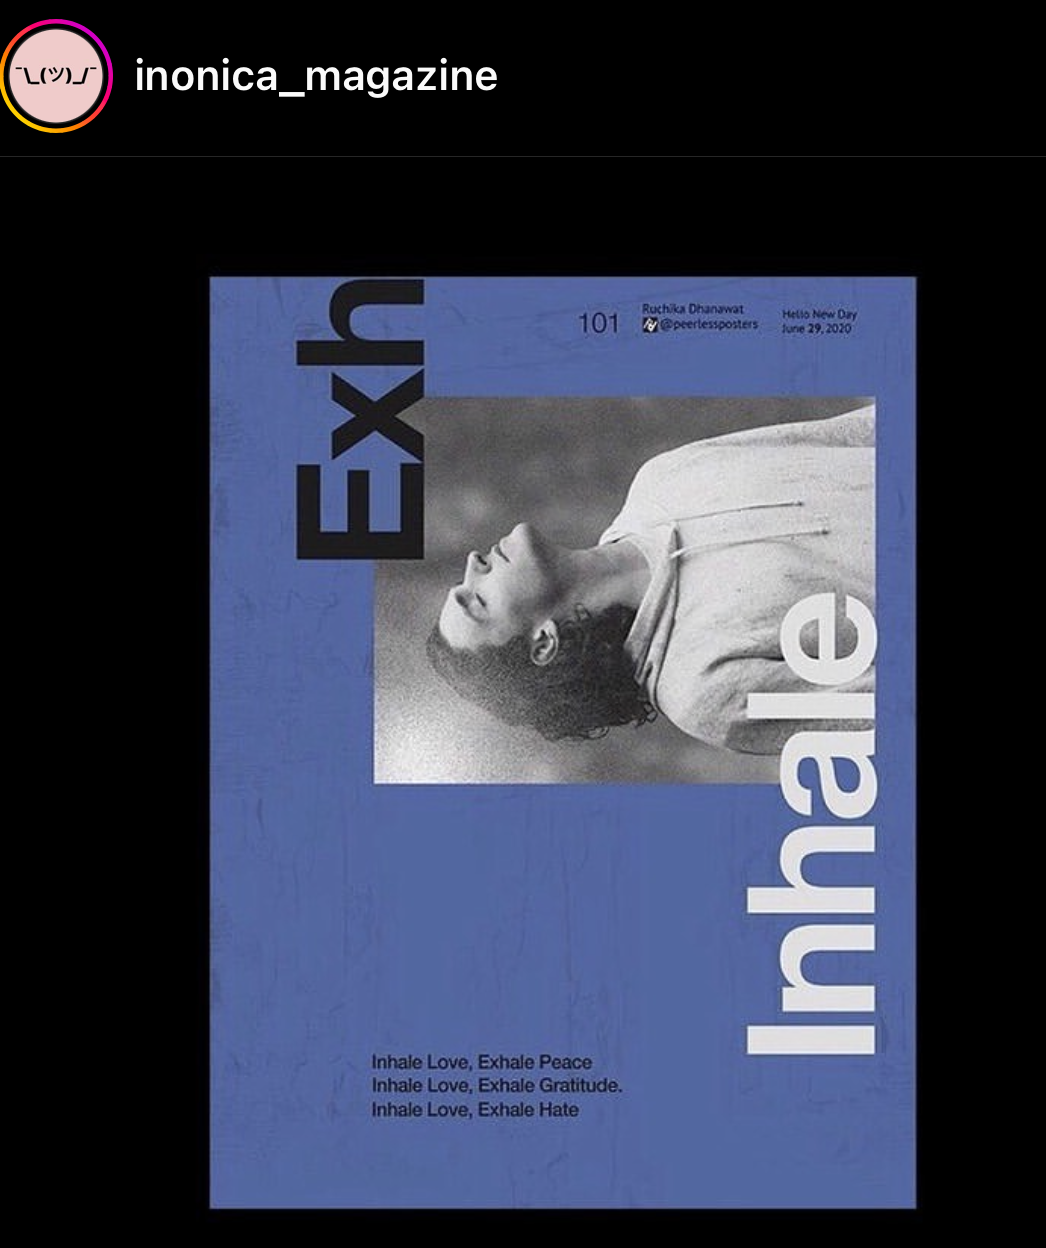 ¯\_(ツ)_/¯
inonica_magazine
Exh
101
Ruchika Dhanawat
@peerlessposters
Hello New Day
June 29, 2020
Inhale
Inhale Love, Exhale Peace
Inhale Love, Exhale Gratitude.
Inhale Love, Exhale Hate